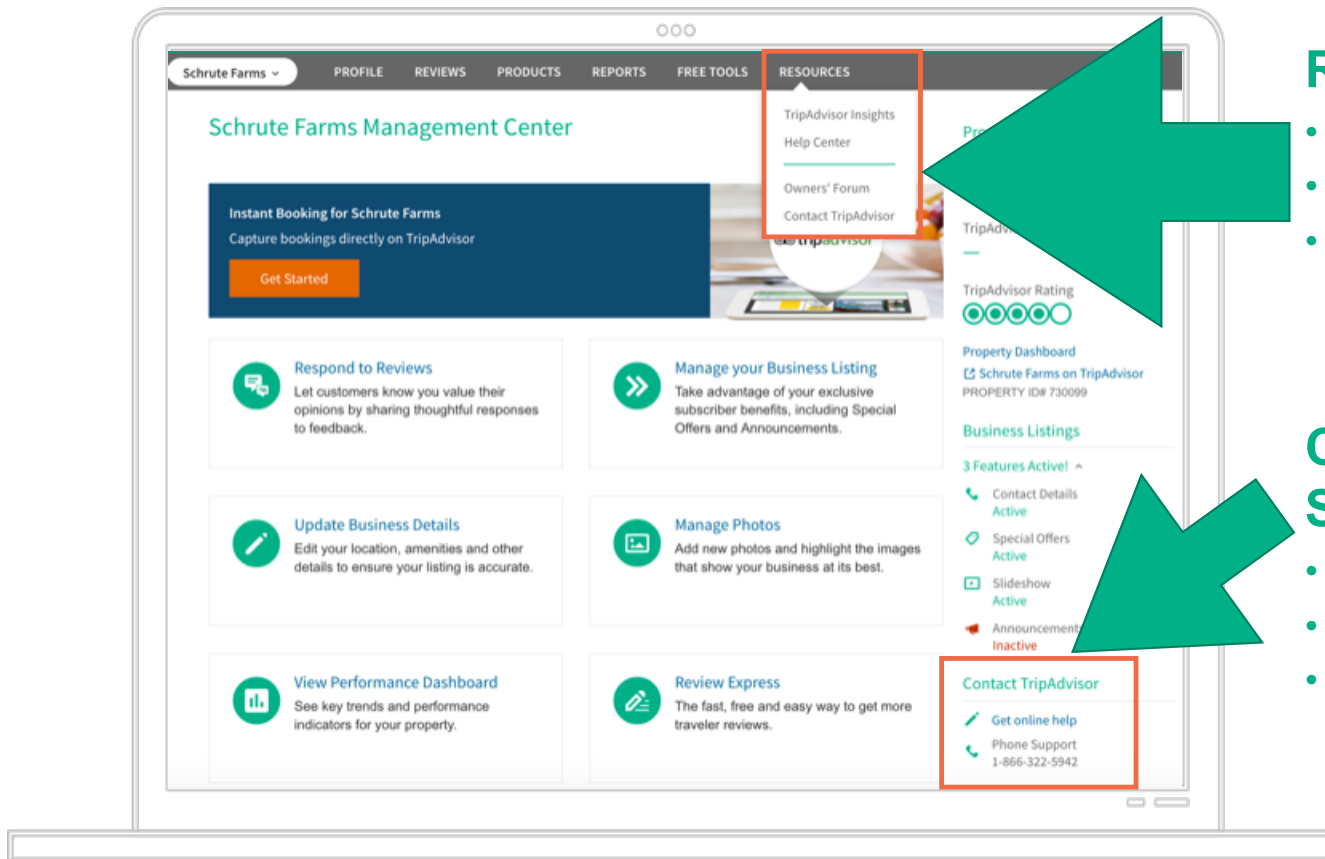 Schrute Farms
PROFILE
REVIEWS
PRODUCTS
REPORTS
FREE TOOLS
RESOURCES
TripAdvisor Insights
Help Center
Owners' Forum
Contact TripAdvisor
Schrute Farms Management Center
Instant Booking for Schrute Farms
Capture bookings directly on TripAdvisor
Get Started
tripadvisor
Respond to Reviews
Let customers know you value their
opinions by sharing thoughtful responses
to feedback.
Manage your Business Listing
Take advantage of your exclusive
subscriber benefits, including Special
Offers and Announcements.
Update Business Details
Edit your location, amenities and other
details to ensure your listing is accurate.
Manage Photos
Add new photos and highlight the images
that show your business at its best.
View Performance Dashboard
See key trends and performance
indicators for your property.
Review Express
The fast, free and easy way to get more
traveler reviews.
TripAdvisor Rating
Property Dashboard
Schrute Farms on TripAdvisor
PROPERTY ID# 730099
Business Listings
3 Features Active!
Contact Details
Active
Special Offers
Active
Slideshow
Active
Announcements
Inactive
Contact TripAdvisor
Get online help
Phone Support
1-866-322-5942